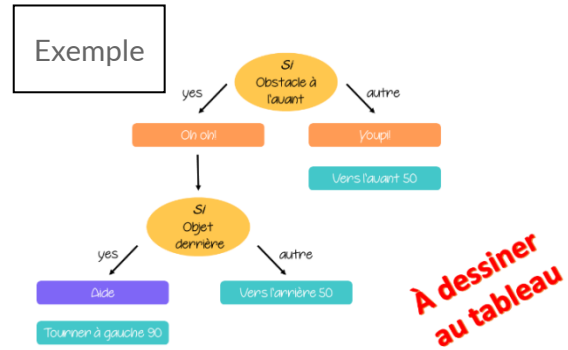 Exemple
Si
Obstacle à
l'avant
yes
autre
Oh oh!
Youpi!
Vers l'avant 50
Si
Objet
derrière
yes
autre
Aide
Vers l'arrière 50
Tourner à gauche 90
À dessiner
au tableau